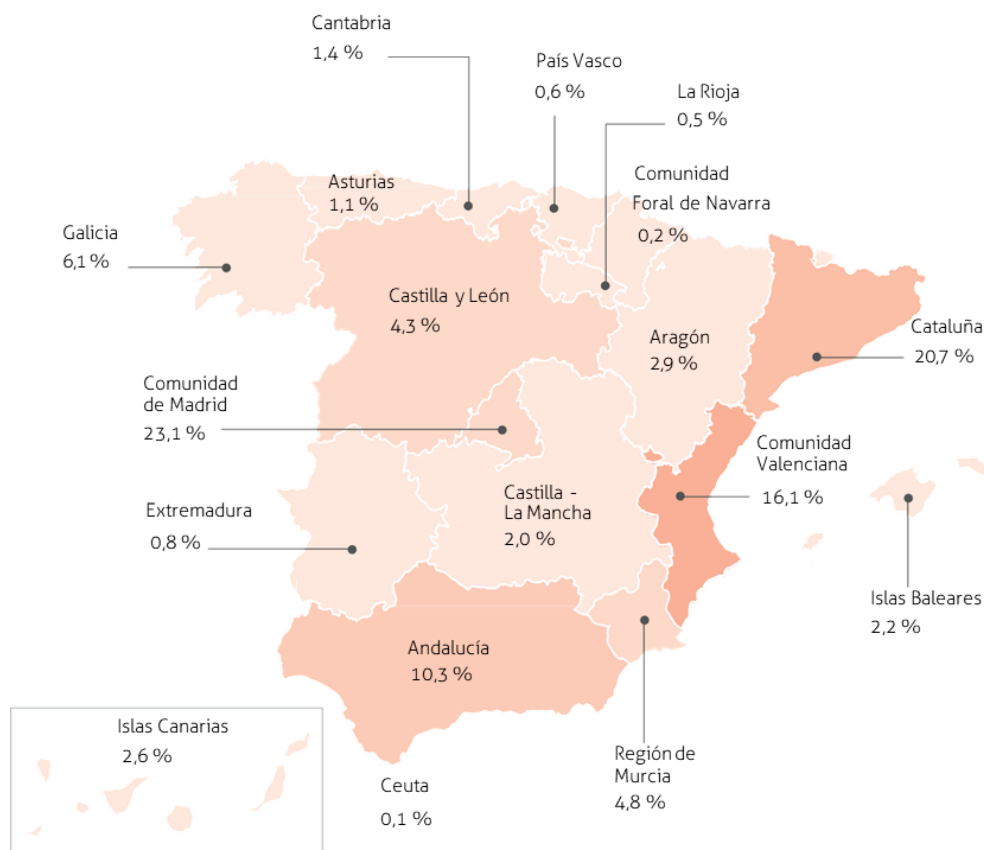 Cantabria
1,4 %
País Vasco
0,6 %
La Rioja
0,5 %
Comunidad
Foral de Navarra
0,2 %
Asturias
1,1 %
Galicia
6,1 %
Castilla y León
4,3 %
Aragón
2,9 %
Cataluña
20,7 %
Comunidad
de Madrid
23,1 %
Comunidad
Valenciana
16,1 %
Castilla -
La Mancha
2,0 %
Extremadura
0,8 %
Islas Baleares
2,2 %
Andalucía
10,3 %
Islas Canarias
2,6 %
Región de
Murcia
4,8 %
Ceuta
0,1 %